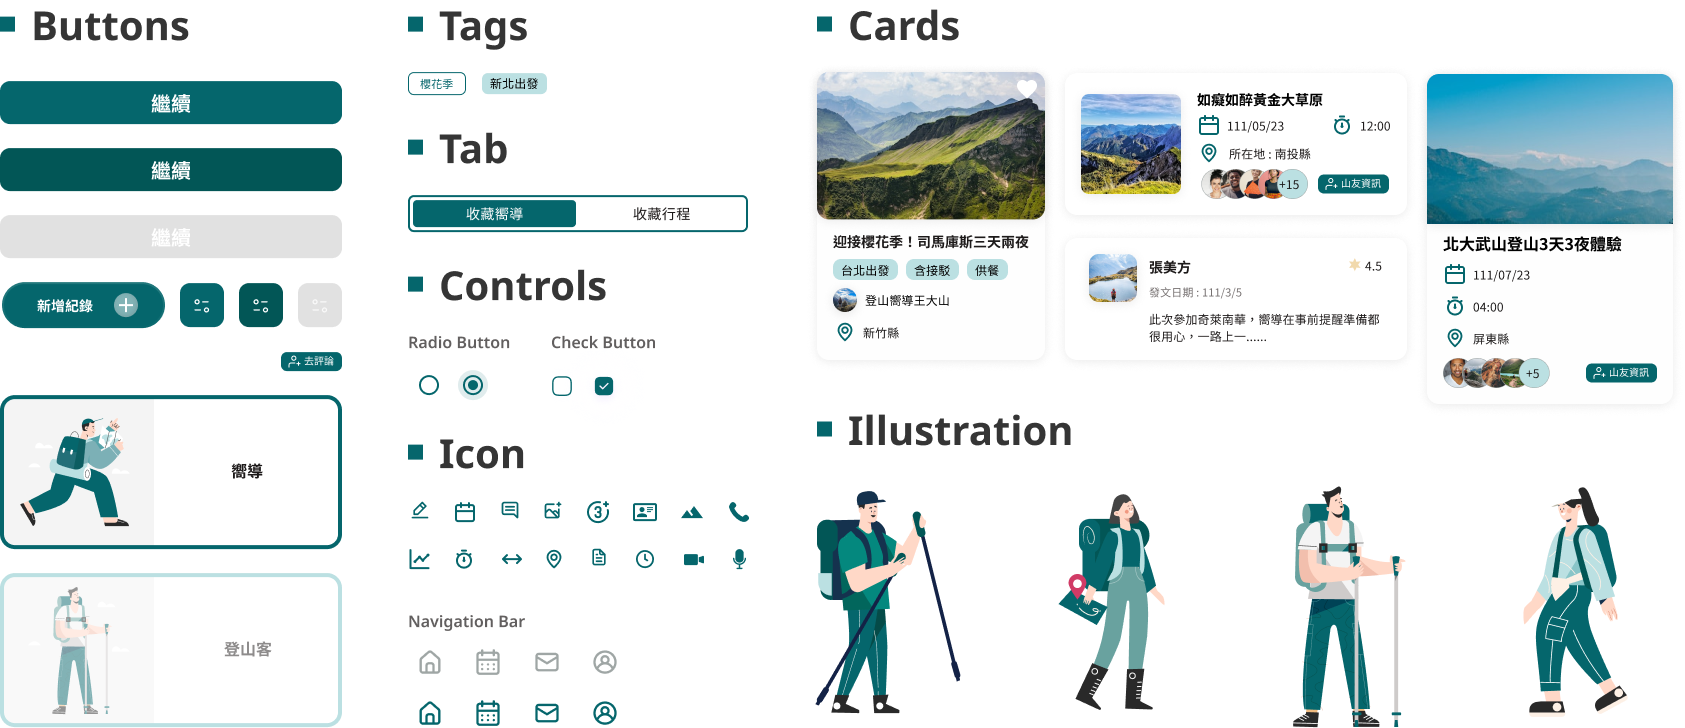 Buttons
繼續
繼續
繼續
新增紀錄
去評論
嚮導
登山客
Tags
櫻花季
新北出發
Tab
收藏嚮導
收藏行程
Controls
Radio Button
Check Button
Icon
3
Navigation Bar
Cards
迎接櫻花季！司馬庫斯三天兩夜
台北出發
含接駁
供餐
登山嚮導王大山
新竹縣
如癡如醉黃金大草原
111/05/23
12:00
所在地 : 南投縣
+15
山友資訊
張美方
4.5
發文日期 : 111/3/5
此次參加奇萊南華，嚮導在事前提醒準備都
很用心，一路上一......
北大武山登山3天3夜體驗
111/07/23
04:00
屏東縣
+5
山友資訊
Illustration